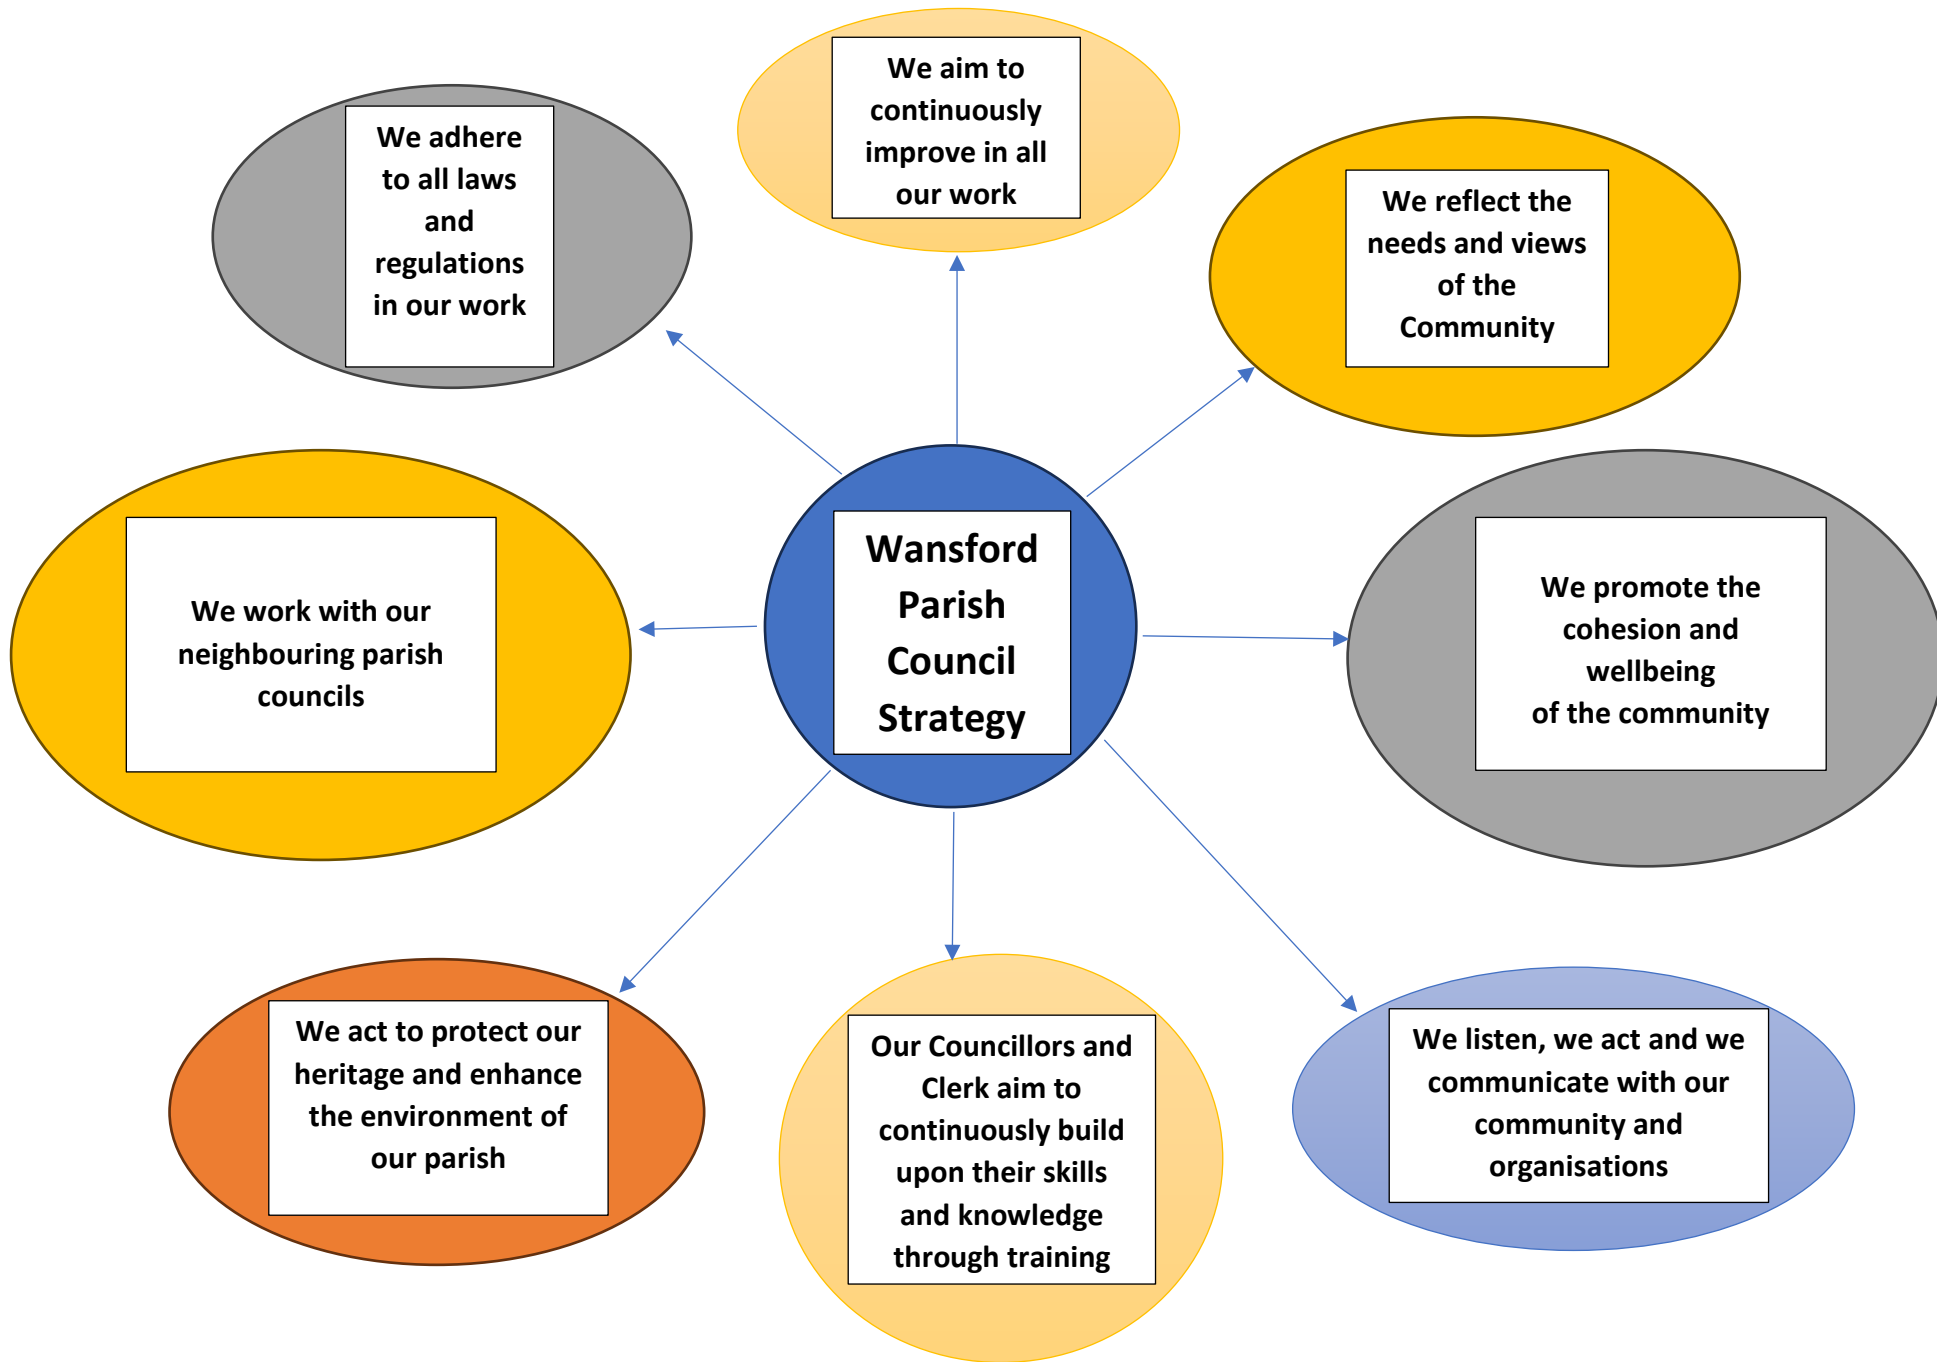 We aim to
continuously
improve in all
our work
We adhere
to all laws
and
regulations
in our work
We reflect the
needs and views
of the
Community
Wansford
Parish
Council
Strategy
We work with our
neighbouring parish
councils
We promote the
cohesion and
wellbeing
of the community
We act to protect our
heritage and enhance
the environment of
our parish
Our Councillors and
Clerk aim to
continuously build
upon their skills
and knowledge
through training
We listen, we act and we
communicate with our
community and
organisations